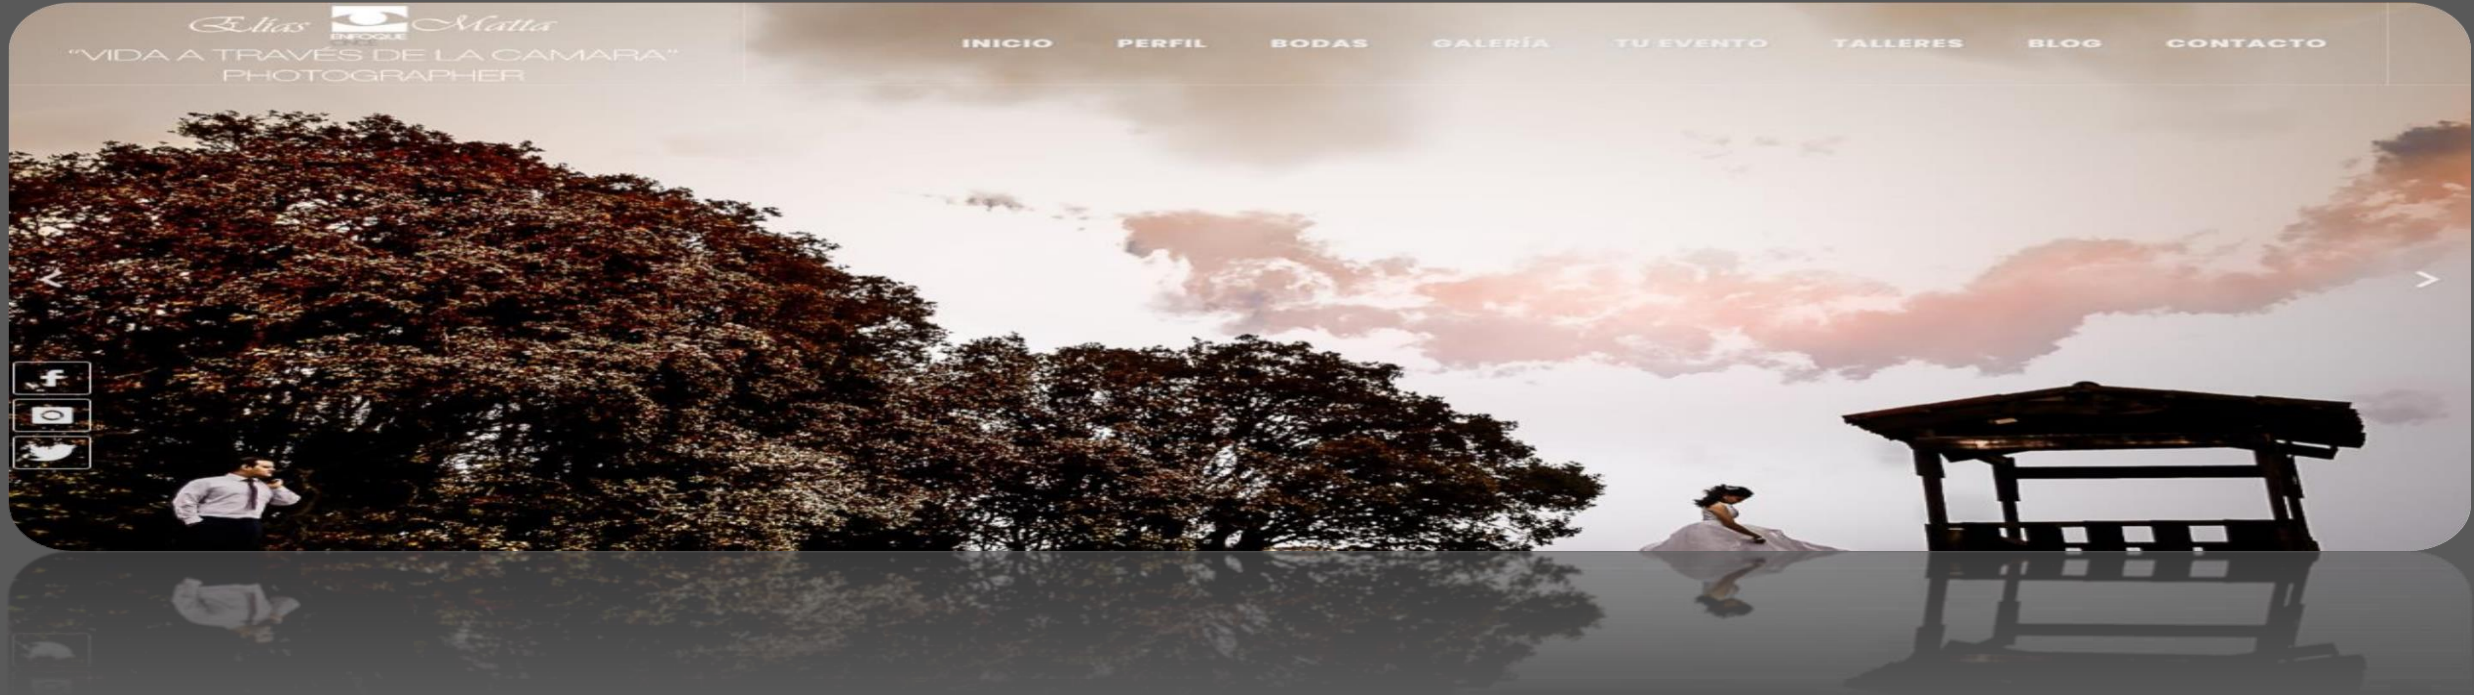 Elías Matta
ENFOQUE
“VIDA A TRAVÉS DE LA CAMARA”
PHOTOGRAPHER
INICIO PERFIL BODAS GALERÍA TU EVENTO TALLERES BLOG CONTACTO